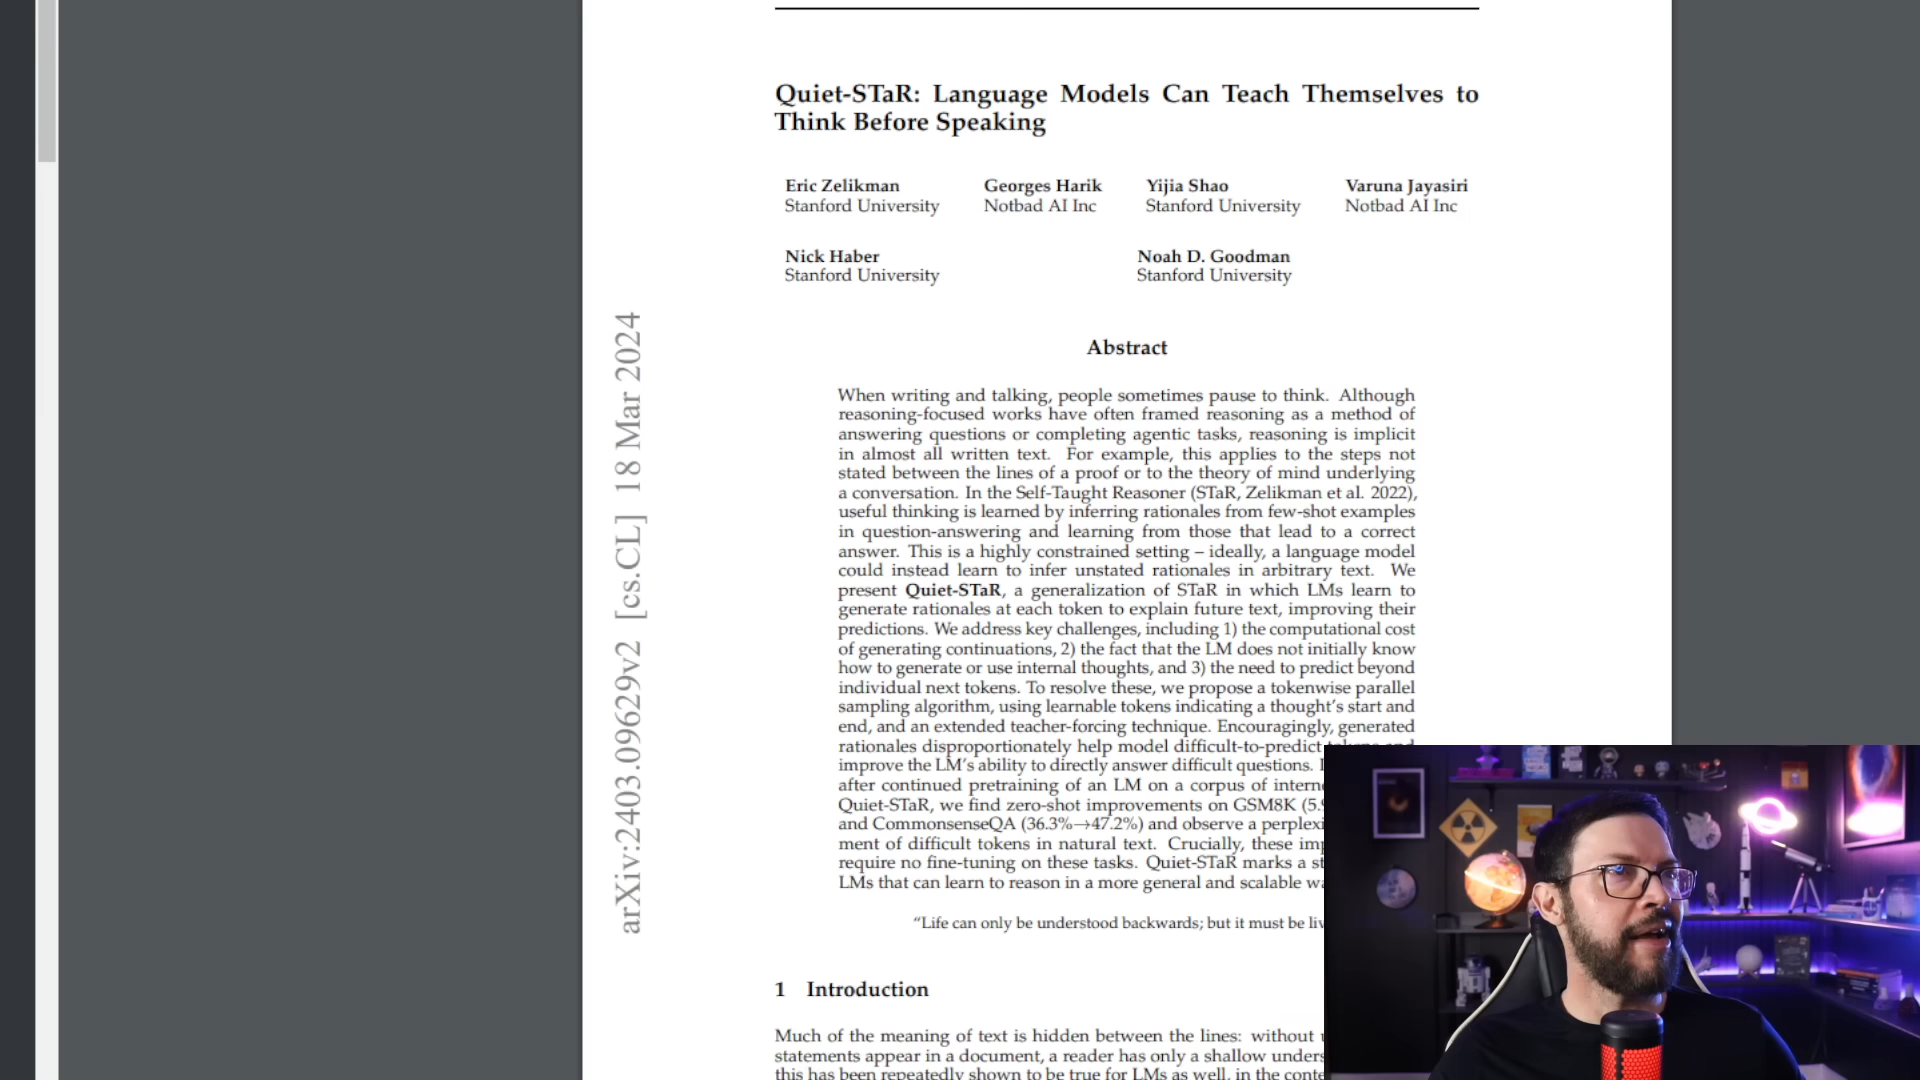 Quiet-STaR: Language Models Can Teach Themselves to
Think Before Speaking
Eric Zelikman
Stanford University
Georges Harik
Notbad AI Inc
Yijia Shao
Stanford University
Varuna Jayasiri
Notbad AI Inc
Nick Haber
Stanford University
Noah D. Goodman
Stanford University
arXiv:2403.09629v2 [cs.CL] 18 Mar 2024
Abstract
When writing and talking, people sometimes pause to think. Although
reasoning-focused works have often framed reasoning as a method of
answering questions or completing agentic tasks, reasoning is implicit
in almost all written text. For example, this applies to the steps not
stated between the lines of a proof or to the theory of mind underlying
a conversation. In the Self-Taught Reasoner (STaR, Zelikman et al. 2022),
useful thinking is learned by inferring rationales from few-shot examples
in question-answering and learning from those that lead to a correct
answer. This is a highly constrained setting – ideally, a language model
could instead learn to infer unstated rationales in arbitrary text. We
present Quiet-STaR, a generalization of STaR in which LMs learn to
generate rationales at each token to explain future text, improving their
predictions. We address key challenges, including 1) the computational cost
of generating continuations, 2) the fact that the LM does not initially know
how to generate or use internal thoughts, and 3) the need to predict beyond
individual next tokens. To resolve these, we propose a tokenwise parallel
sampling algorithm, using learnable tokens indicating a thought's start and
end, and an extended teacher-forcing technique. Encouragingly, generated
rationales disproportionately help model difficult-to-predict
improve the LM's ability to directly answer difficult questions.
after continued pretraining of an LM on a corpus of
Quiet-STaR, we find zero-shot improvements on GSM8K
and CommonsenseQA (36.3%→47.2%) and observe a
ment of difficult tokens in natural text. Crucially, these
require no fine-tuning on these tasks. Quiet-STaR marks a
LMs that can learn to reason in a more general and scalable
“Life can only be understood backwards; but it must be
1 Introduction
Much of the meaning of text is hidden between the lines: without
statements appear in a document, a reader has only a shallow
this has been repeatedly shown to be true for LMs as well, in the